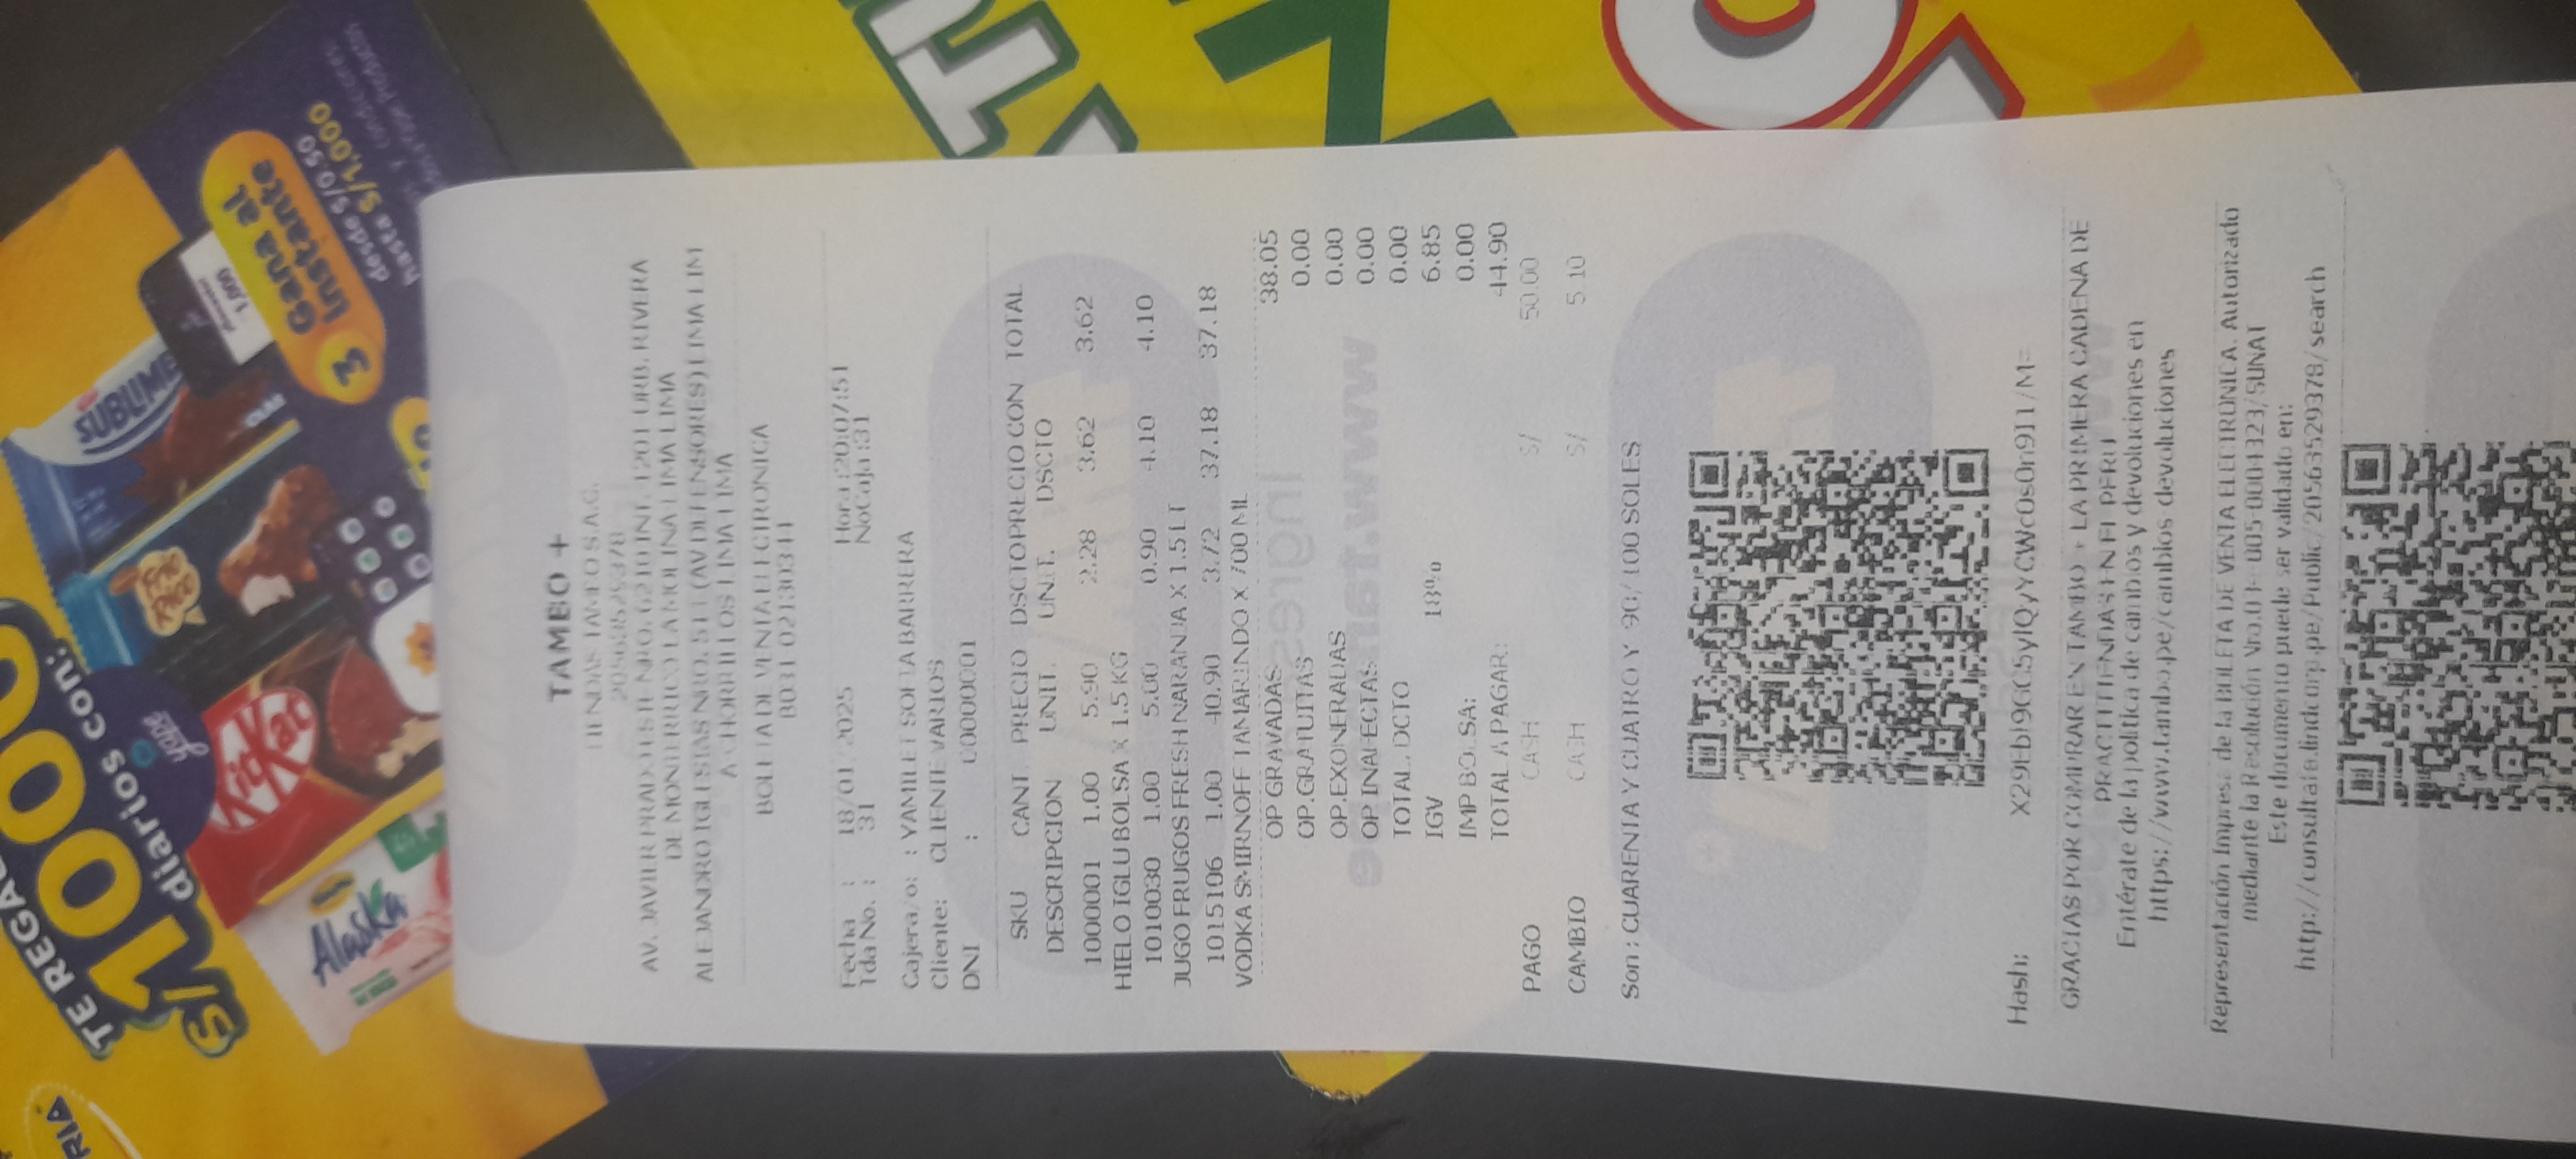 RIA
TE REGAL
S/1000
diarios con:
yape
SUBLIME
Alaska
KitKat
1,000
3 Gana al
instante
desde S/0.50
hasta S/1,000
y condiciones
TAMBO +
TIENDAS TAMBO S.A.C.
20563529378
AV. JAVIER PRADO ESTE NRO. 6210 INT. 1201 URB. RIVERA
DE MONTERRICO LA MOLINA-LIMA-LIMA
ALEJANDRO IGLESIAS NRO. 511 (AV DEFENSORES) LIMA-LIM
A-CHORRILLOS-LIMA-LIMA
BOLETA DE VENTA ELECTRONICA
B031-02130344
Fecha : 18/01/2025 Hora :20:07:51
Tda No. : 31 NoCaja :31
Cajera/o: : YAMILET SOFIA BARRERA
Cliente: CLIENTE VARIOS
DNI : 00000001
SKU CANT. PRECIO DSCTO PRECIO CON TOTAL
DESCRIPCION UNIT. UNIT. DSCTO
1000001 1.00 5.90 2.28 3.62 3.62
HIELO IGLU BOLSA X 1.5 KG
1010030 1.00 5.00 0.90 4.10 4.10
JUGO FRUGOS FRESH NARANJA X 1.5 LT
1015106 1.00 40.90 3.72 37.18 37.18
VODKA SMIRNOFF TAMARINDO X 700 ML
OP GRAVADAS 38.05
OP.GRATUITAS 0.00
OP.EXONERADAS 0.00
OP INAFECTAS 0.00
TOTAL. DCTO 0.00
IGV 18% 6.85
IMP BOLSA: 0.00
TOTAL A PAGAR: 44.90
PAGO CASH S/ 50.00
CAMBIO CASH S/ 5.10
Son : CUARENTA Y CUATRO Y 90/100 SOLES
Hash:
GRACIAS POR COMPRAR EN TAMBO + LA PRIMERA CADENA DE
PRACTITIENDAS EN EL PERU
Entérate de la politica de cambios y devoluciones en
https://www.tambo.pe/cambios-devoluciones
Representación Impresa de la BOLETA DE VENTA ELECTRONICA. Autorizado
mediante la Resolución Nro.034-005-0004323/SUNAT
Este documento puede ser validado en:
http://consultafe.lindcorp.pe/Public/20563529378/search